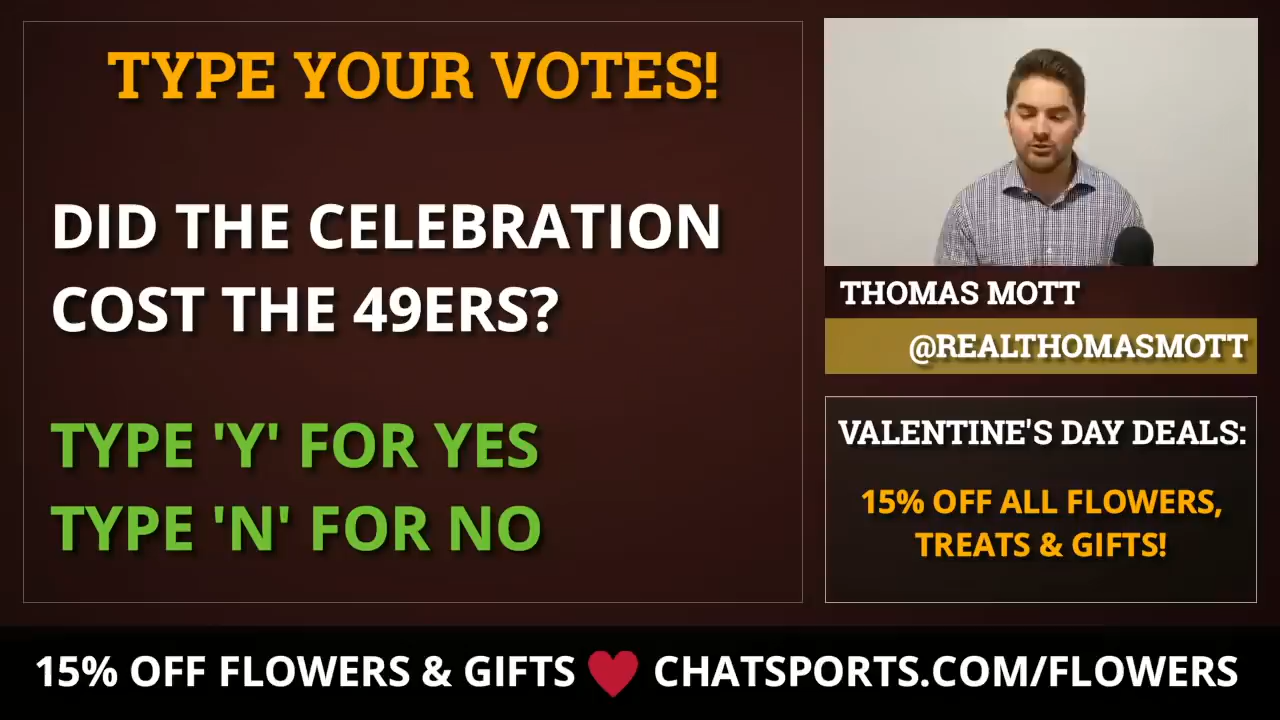 TYPE YOUR VOTES!
DID THE CELEBRATION
COST THE 49ERS?
TYPE 'Y' FOR YES
TYPE 'N' FOR NO
THOMAS MOTT
@REALTHOMASMOTT
VALENTINE'S DAY DEALS:
15% OFF ALL FLOWERS,
TREATS & GIFTS!
15% OFF FLOWERS & GIFTS CHATSPORTS.COM/FLOWERS